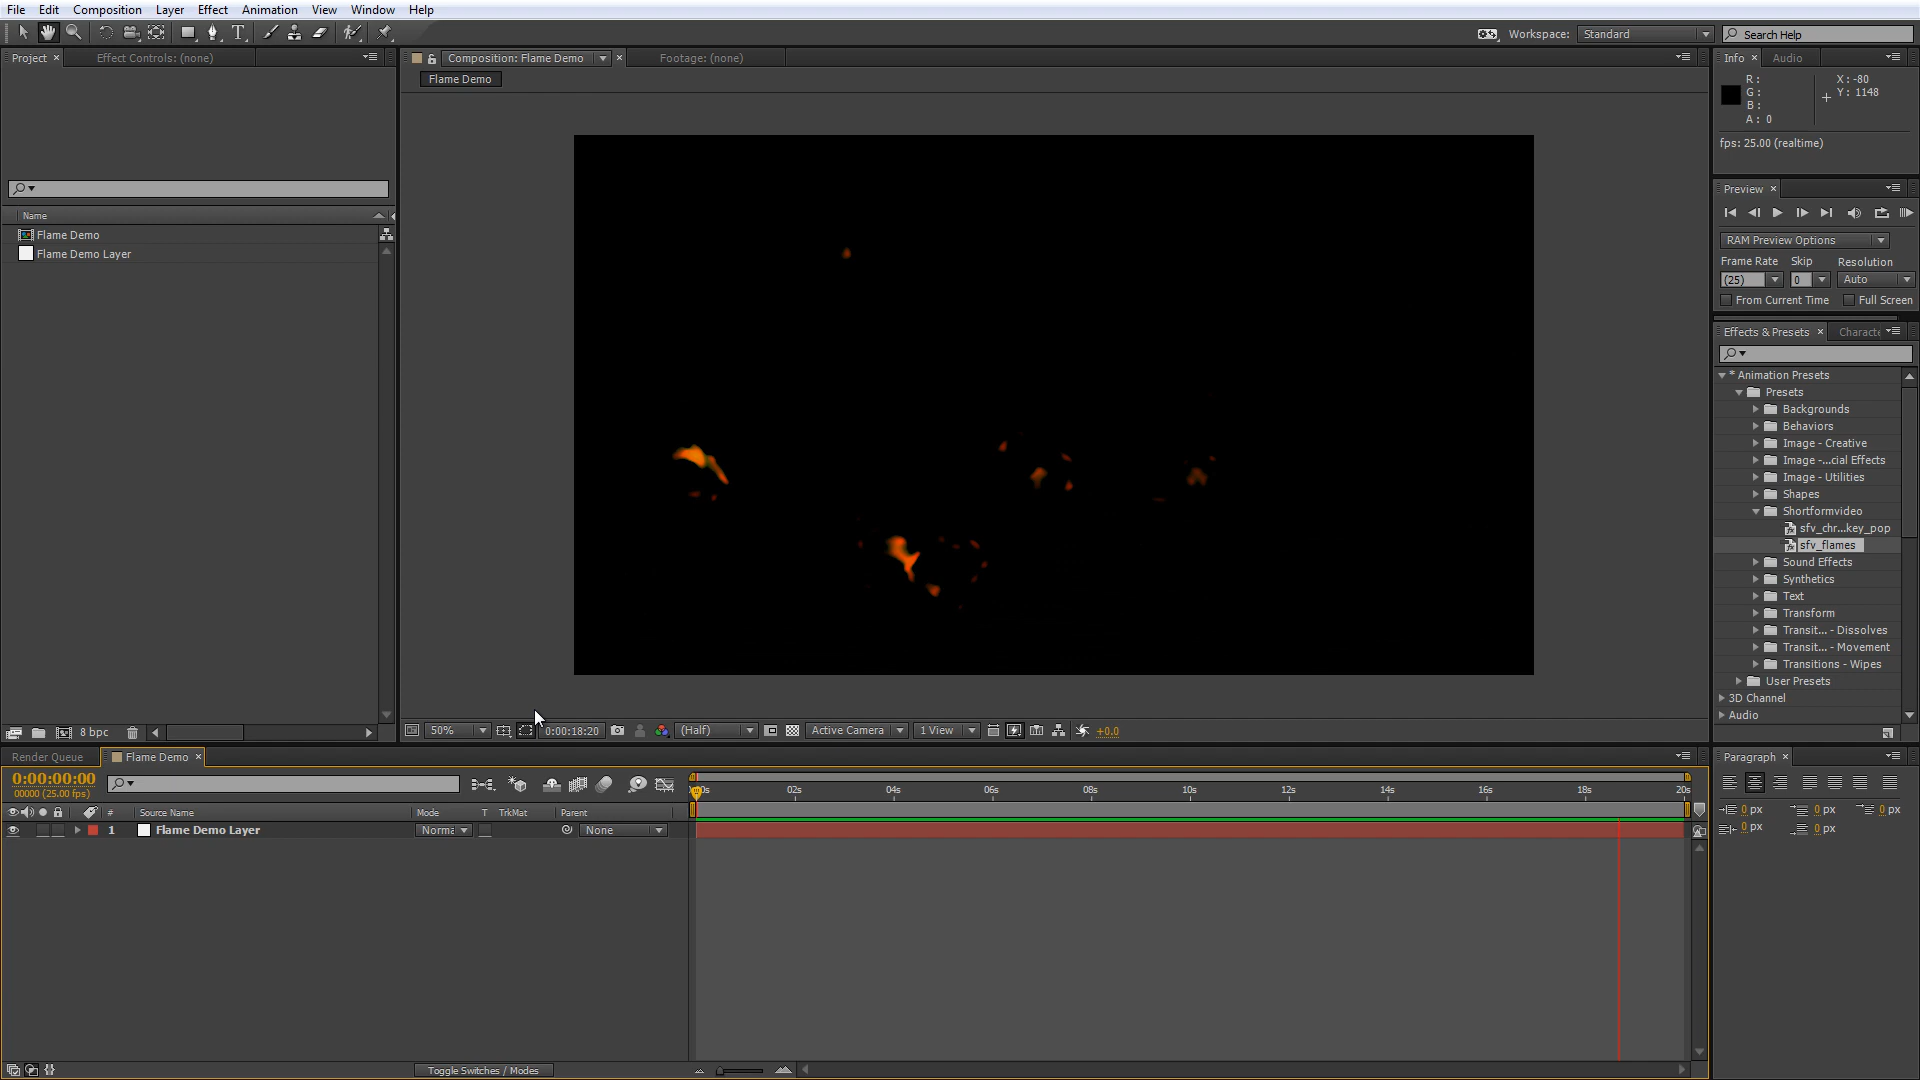 File Edit Composition Layer Effect Animation View Window Help
Workspace: Standard Search Help
Project Effect Controls: (none)
Composition: Flame Demo Footage: (none)
Flame Demo
Info Audio
R: X: -80
G: Y: 1148
B:
A: 0
fps: 25.00 (realtime)
Name
Flame Demo
Flame Demo Layer
Preview
RAM Preview Options
Frame Rate Skip Resolution
(25) 0 Auto
From Current Time Full Screen
Effects & Presets Characte
* Animation Presets
Presets
Backgrounds
Behaviors
Image - Creative
Image -...cial Effects
Image - Utilities
Shapes
Shortformvideo
sfv_chr...key_pop
sfv_flames
Sound Effects
Synthetics
Text
Transform
Transit... - Dissolves
Transit... - Movement
Transitions - Wipes
User Presets
3D Channel
Audio
8 bpc
50% 0:00:18:20 (Half) Active Camera 1 View +0.0
Render Queue Flame Demo
0:00:00:00
00000 (25.00 fps)
0s 02s 04s 06s 08s 10s 12s 14s 16s 18s 20s
# Source Name Mode T TrkMat Parent
1 Flame Demo Layer Norma None
Toggle Switches / Modes
Paragraph
0 px 0 px 0 px
0 px 0 px